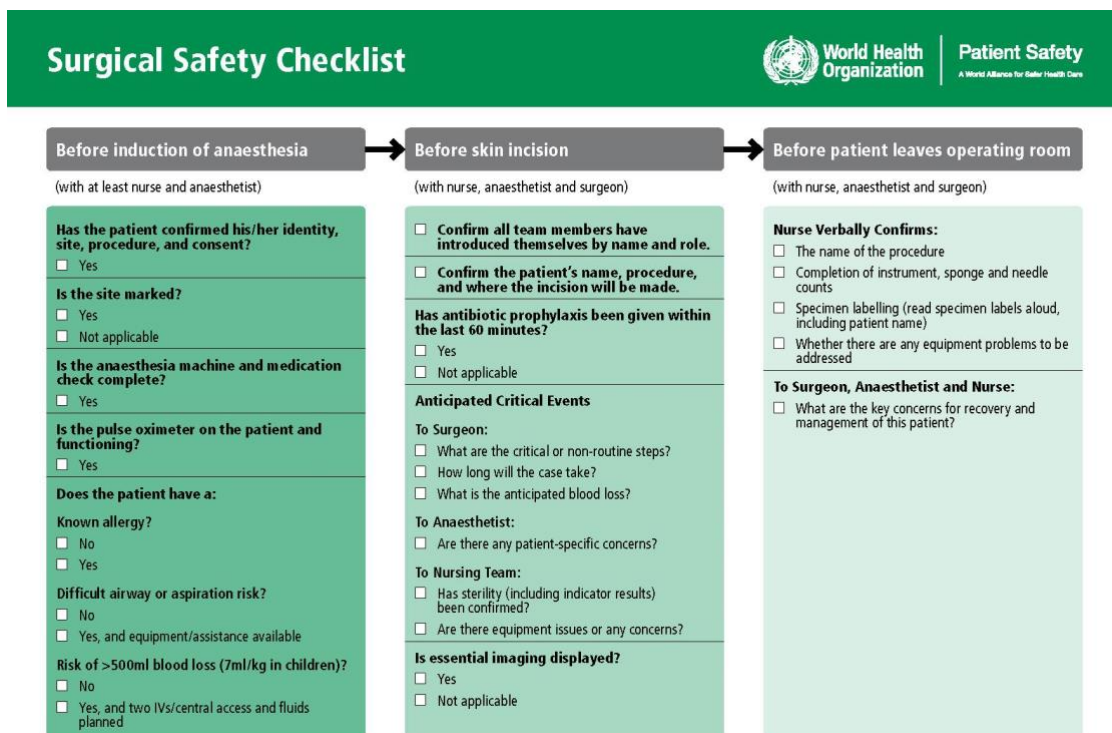 Surgical Safety Checklist
World Health
Organization
Patient Safety
A World Alliance for Safer Health Care
Before induction of anaesthesia
(with at least nurse and anaesthetist)
Has the patient confirmed his/her identity,
site, procedure, and consent?
Yes
Is the site marked?
Yes
Not applicable
Is the anaesthesia machine and medication
check complete?
Yes
Is the pulse oximeter on the patient and
functioning?
Yes
Does the patient have a:
Known allergy?
No
Yes
Difficult airway or aspiration risk?
No
Yes, and equipment/assistance available
Risk of >500ml blood loss (7ml/kg in children)?
No
Yes, and two IVs/central access and fluids
planned
Before skin incision
(with nurse, anaesthetist and surgeon)
Confirm all team members have
introduced themselves by name and role.
Confirm the patient's name, procedure,
and where the incision will be made.
Has antibiotic prophylaxis been given within
the last 60 minutes?
Yes
Not applicable
Anticipated Critical Events
To Surgeon:
What are the critical or non-routine steps?
How long will the case take?
What is the anticipated blood loss?
To Anaesthetist:
Are there any patient-specific concerns?
To Nursing Team:
Has sterility (including indicator results)
been confirmed?
Are there equipment issues or any concerns?
Is essential imaging displayed?
Yes
Not applicable
Before patient leaves operating room
(with nurse, anaesthetist and surgeon)
Nurse Verbally Confirms:
The name of the procedure
Completion of instrument, sponge and needle
counts
Specimen labelling (read specimen labels aloud,
including patient name)
Whether there are any equipment problems to be
addressed
To Surgeon, Anaesthetist and Nurse:
What are the key concerns for recovery and
management of this patient?